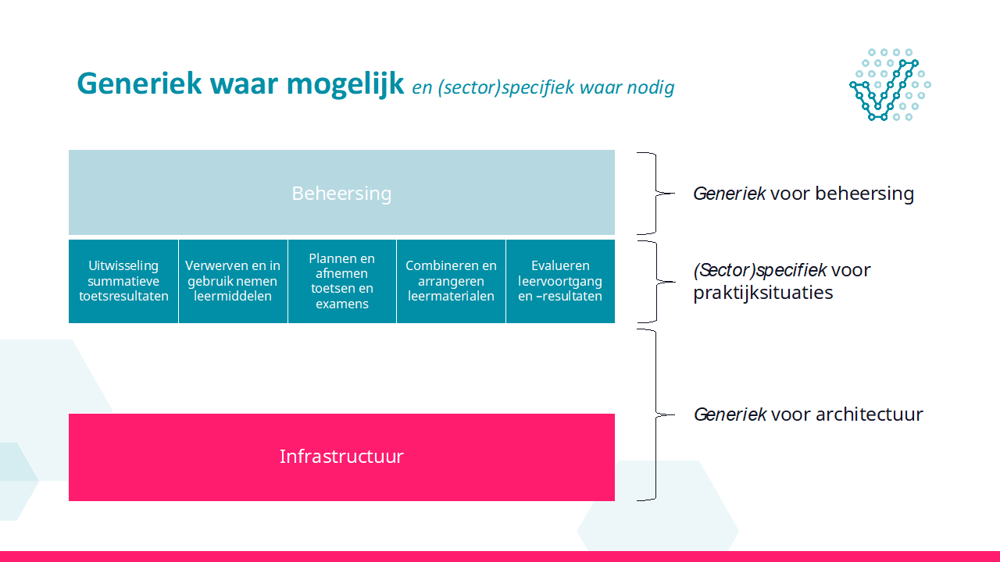 Generiek waar mogelijk en (sector)specifiek waar nodig
Beheersing
Generiek voor beheersing
Uitwisseling
summatieve
toetsresultaten
Verwerven en in
gebruik nemen
leermiddelen
Plannen en
afnemen
toetsen en
examens
Combineren en
arrangeren
leermaterialen
Evalueren
leervoortgang
en –resultaten
(Sector)specifiek voor
praktijksituaties
Generiek voor architectuur
Infrastructuur